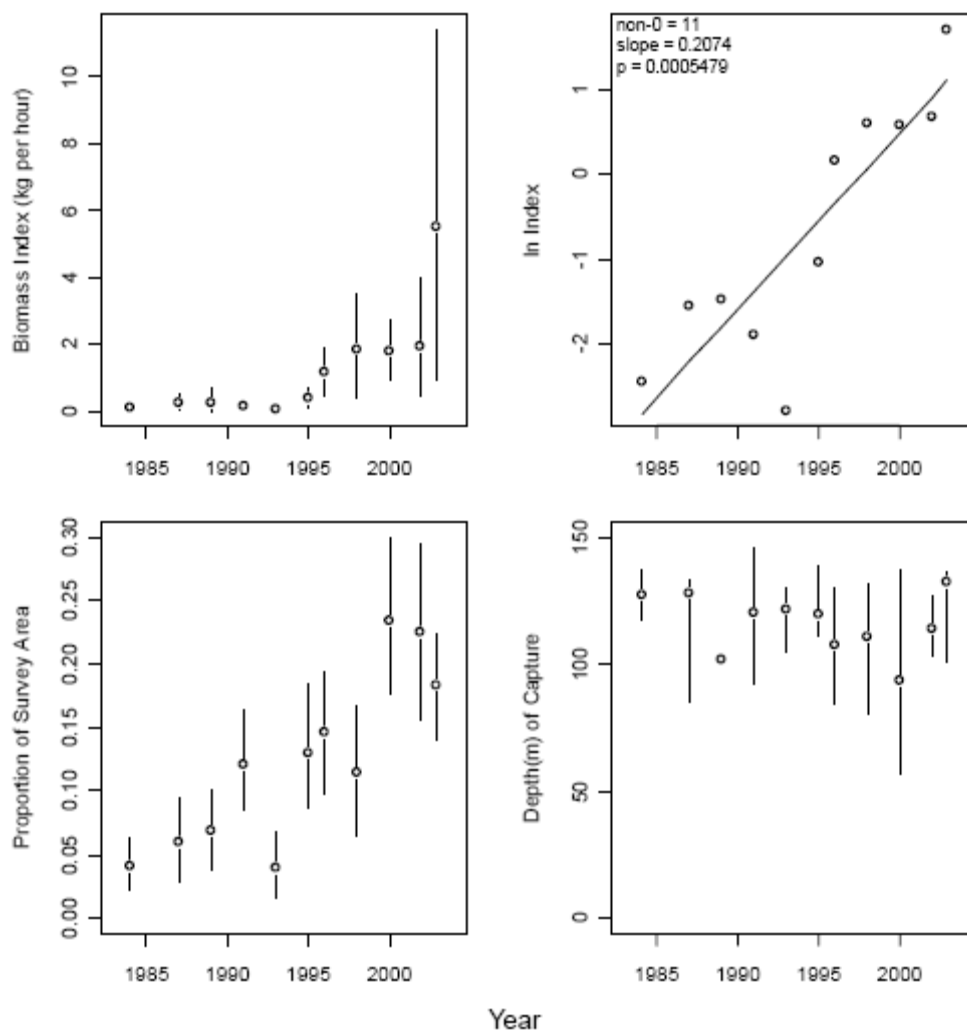 Biomass Index (kg per hour)
0 2 4 6 8 10
1985 1990 1995 2000
non-0 = 11
slope = 0.2074
p = 0.0005479
ln Index
-2 -1 0 1
1985 1990 1995 2000
Proportion of Survey Area
0.00 0.05 0.10 0.15 0.20 0.25 0.30
1985 1990 1995 2000
Depth(m) of Capture
0 50 100 150
1985 1990 1995 2000
Year